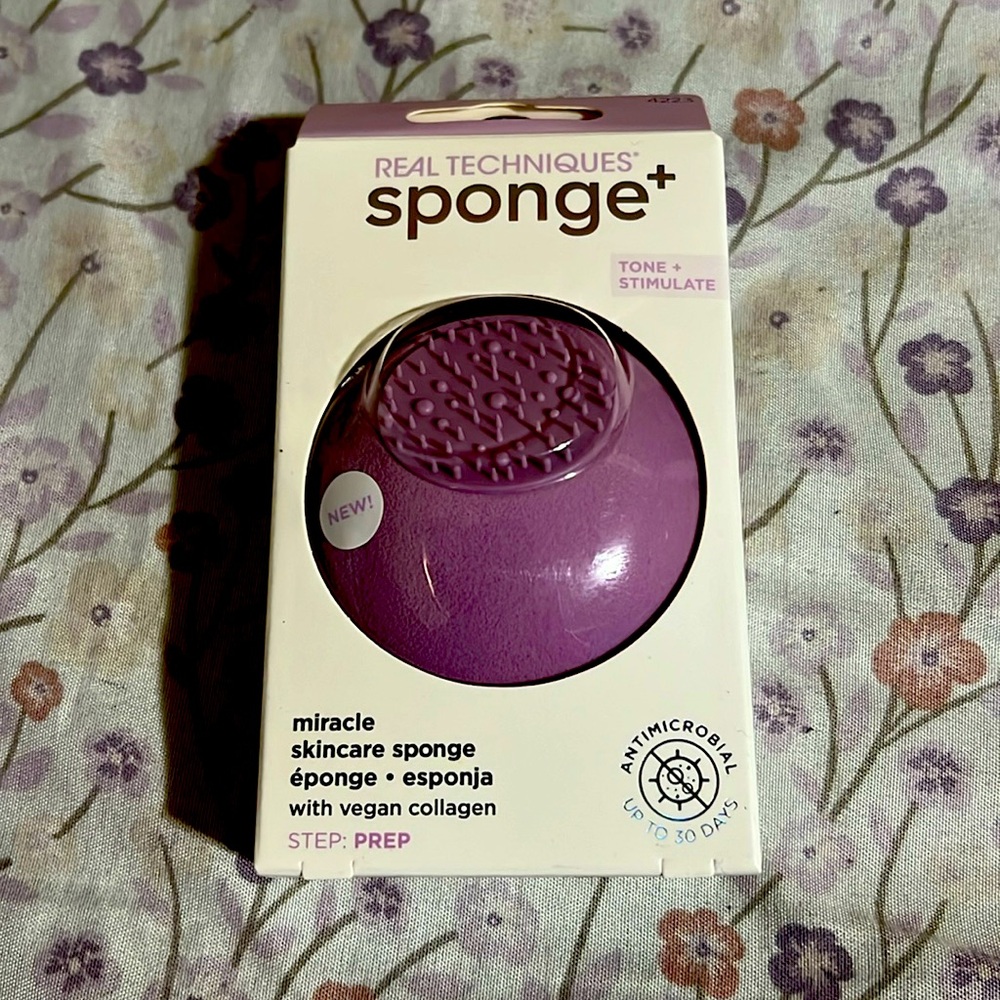 4223
REAL TECHNIQUES®
sponge+
TONE +
STIMULATE
NEW!
miracle
skincare sponge
éponge • esponja
with vegan collagen
STEP: PREP
ANTIMICROBIAL
UP TO 30 DAYS